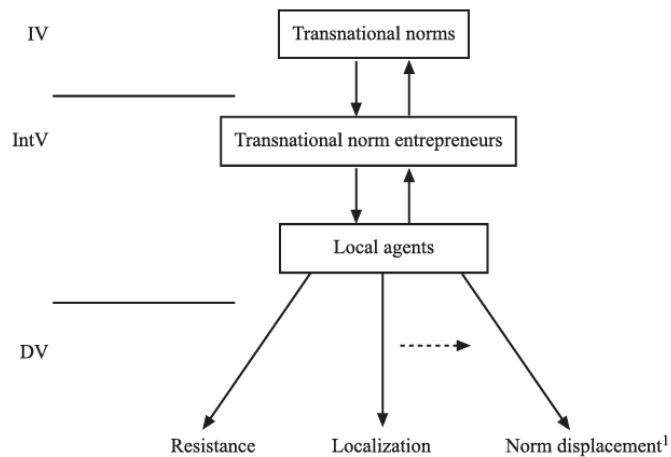 IV
Transnational norms
IntV
Transnational norm entrepreneurs
Local agents
DV
Resistance
Localization
Norm displacement¹